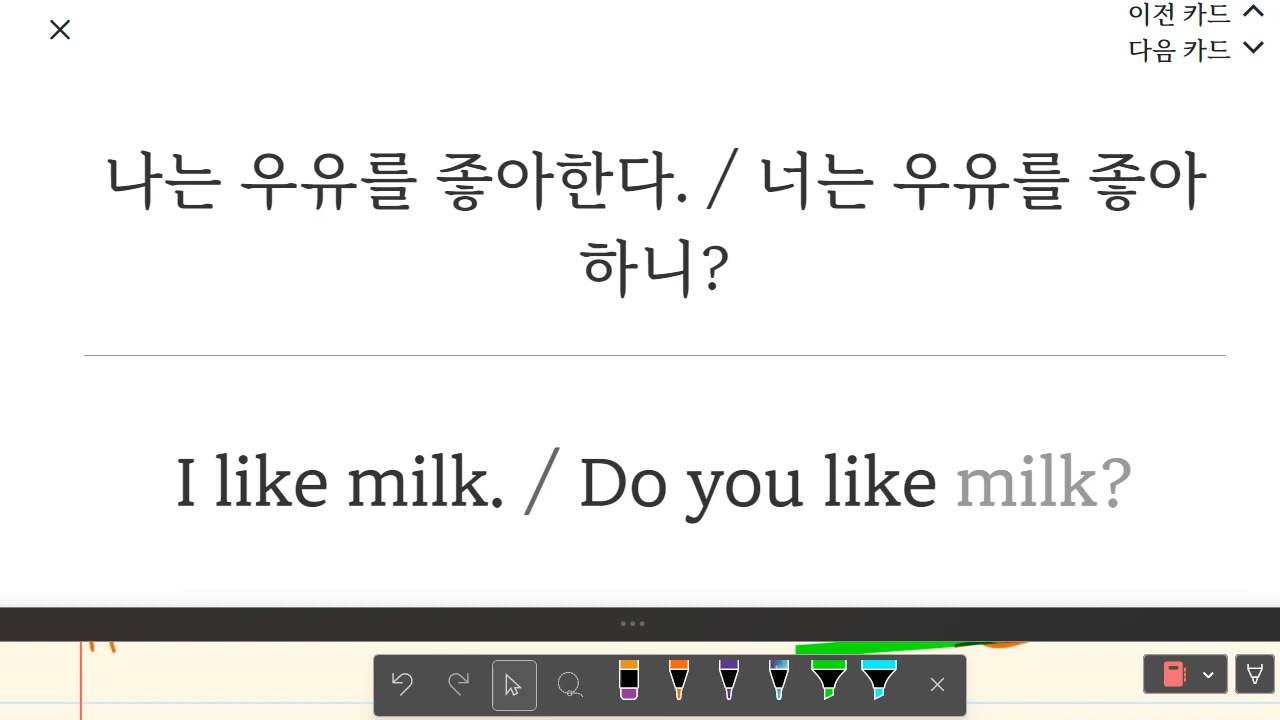 이전 카드
다음 카드
나는 우유를 좋아한다. / 너는 우유를 좋아
하니?
I like milk. / Do you like milk?